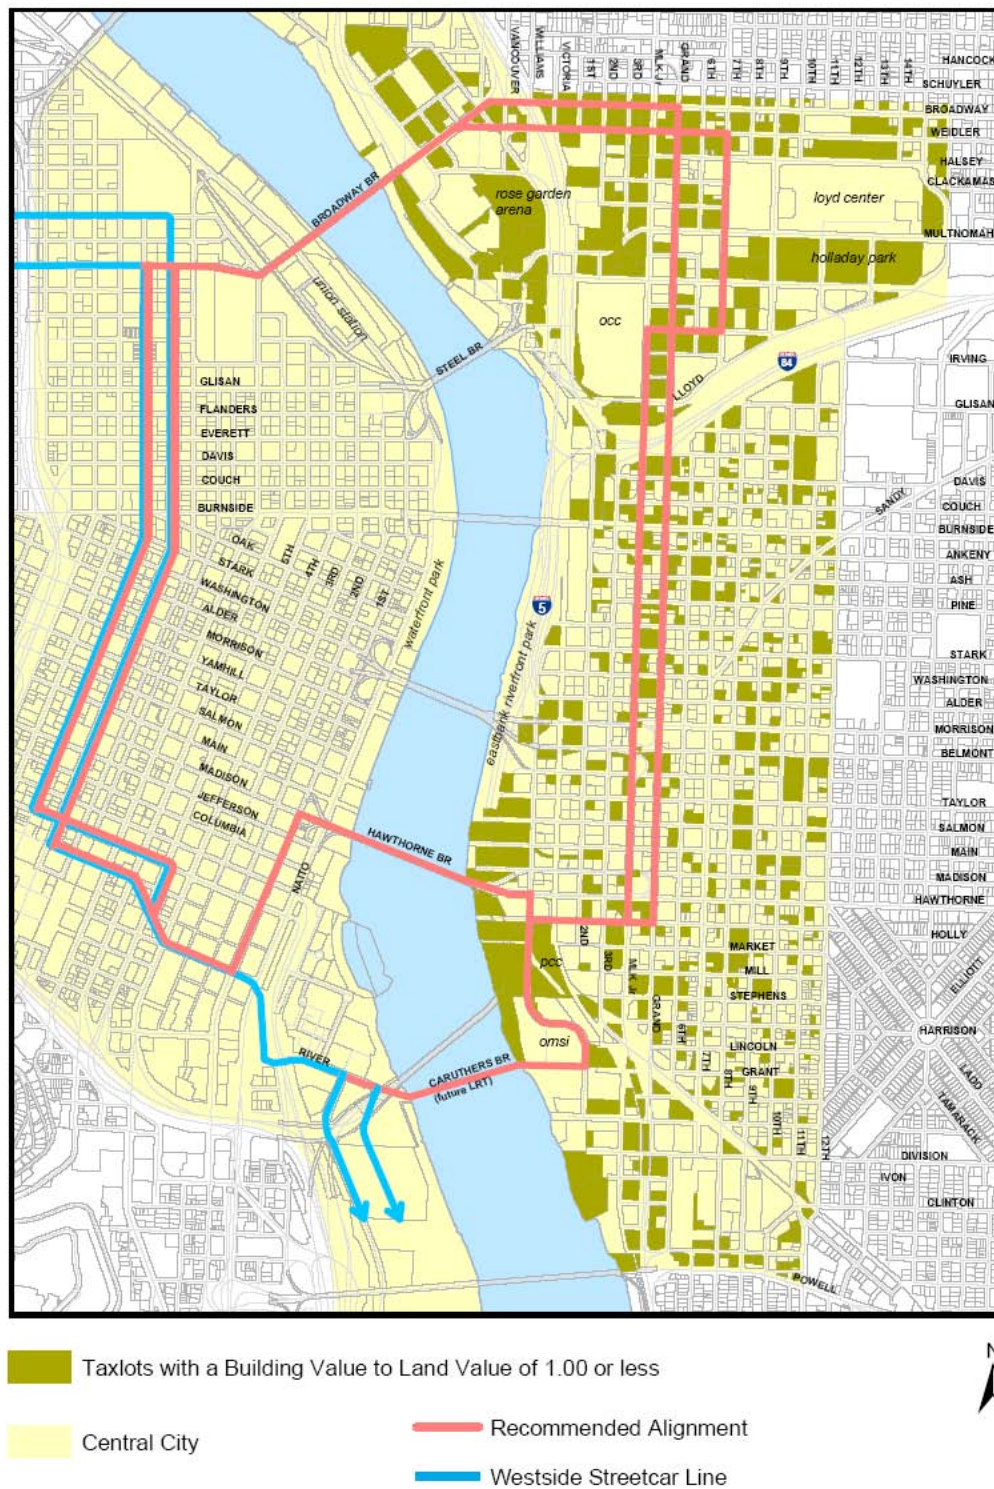 VANCOUVER
WILLIAMS
VICTORIA
1ST
2ND
3RD
MLK Jr
GRAND
6TH
7TH
8TH
9TH
10TH
11TH
12TH
13TH
14TH
HANCOCK
SCHUYLER
BROADWAY
WEIDLER
HALSEY
CLACKAMAS
MULTNOMAH
BROADWAY BR
rose garden
arena
loyd center
holladay park
union station
occ
STEEL BR
LLOYD
84
IRVING
GLISAN
GLISAN
FLANDERS
EVERETT
DAVIS
COUCH
BURNSIDE
SANDY
DAVIS
COUCH
BURNSIDE
ANKENY
ASH
PINE
STARK
WASHINGTON
ALDER
MORRISON
BELMONT
TAYLOR
SALMON
MAIN
MADISON
HAWTHORNE
OAK
STARK
WASHINGTON
ALDER
MORRISON
YAMHILL
TAYLOR
SALMON
MAIN
MADISON
JEFFERSON
COLUMBIA
5TH
4TH
3RD
2ND
1ST
waterfront park
5
eastbank riverfront park
NAITO
HAWTHORNE BR
2ND
3RD
MLK Jr
GRAND
6TH
7TH
8TH
9TH
10TH
11TH
12TH
pcc
omsi
MARKET
MILL
STEPHENS
LINCOLN
GRANT
HOLLY
ELLIOTT
HARRISON
LADD
TAMARACK
DIVISION
IVON
CLINTON
POWELL
RIVER
CARUTHERS BR
(future LRT)
Taxlots with a Building Value to Land Value of 1.00 or less
Central City
Recommended Alignment
Westside Streetcar Line
N